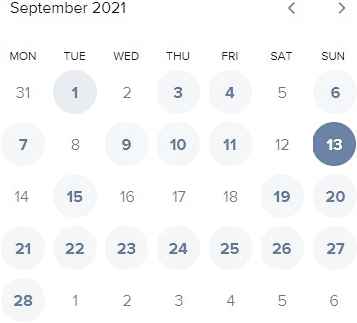 September 2021
MON TUE WED THU FRI SAT SUN
31 1 2 3 4 5 6
7 8 9 10 11 12 13
14 15 16 17 18 19 20
21 22 23 24 25 26 27
28 1 2 3 4 5 6